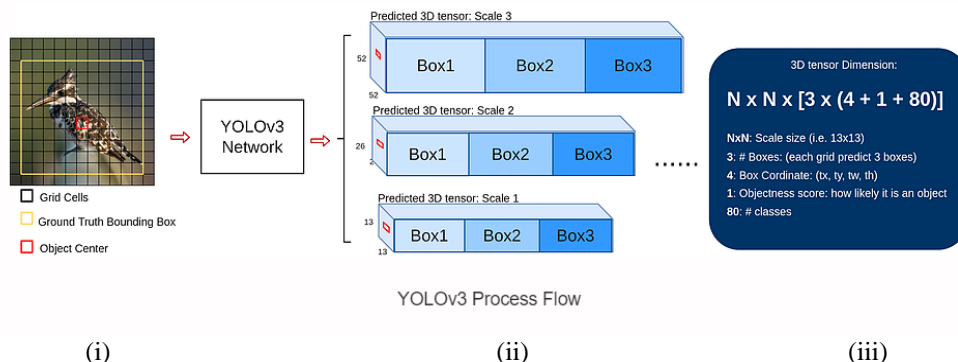 Predicted 3D tensor: Scale 3
52
52
Box1
Box2
Box3
Predicted 3D tensor: Scale 2
26
2
Box1
Box2
Box3
Predicted 3D tensor: Scale 1
13
13
Box1
Box2
Box3
YOLOv3
Network
Grid Cells
Ground Truth Bounding Box
Object Center
3D tensor Dimension:
N x N x [3 x (4 + 1 + 80)]
NxN: Scale size (i.e. 13x13)
3: # Boxes: (each grid predict 3 boxes)
4: Box Cordinate: (tx, ty, tw, th)
1: Objectness score: how likely it is an object
80: # classes
YOLOv3 Process Flow
(i)
(ii)
(iii)